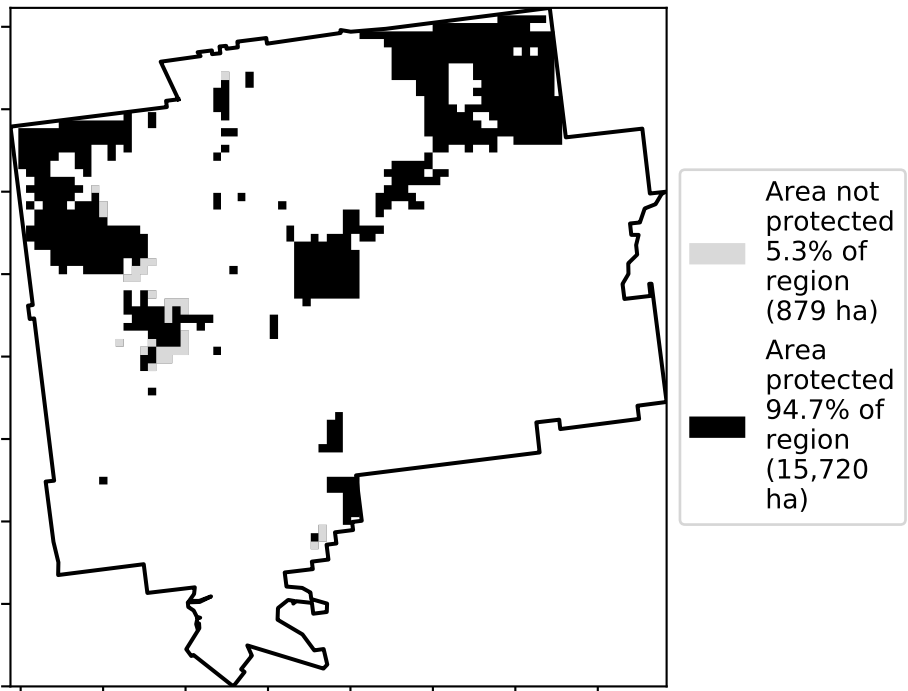 Area not
protected
5.3% of
region
(879 ha)
Area
protected
94.7% of
region
(15,720
ha)